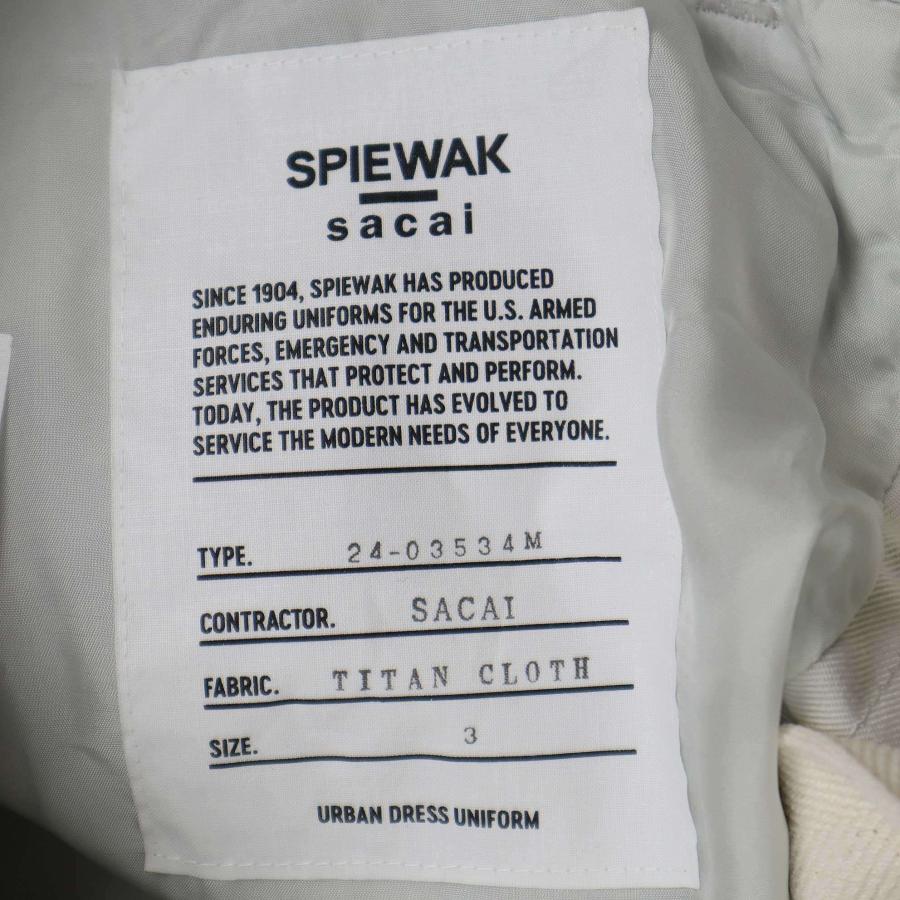 SPIEWAK
sacai
SINCE 1904, SPIEWAK HAS PRODUCED
ENDURING UNIFORMS FOR THE U.S. ARMED
FORCES, EMERGENCY AND TRANSPORTATION
SERVICES THAT PROTECT AND PERFORM.
TODAY, THE PRODUCT HAS EVOLVED TO
SERVICE THE MODERN NEEDS OF EVERYONE.
TYPE. 24-03534M
CONTRACTOR. SACAI
FABRIC. TITAN CLOTH
SIZE. 3
URBAN DRESS UNIFORM